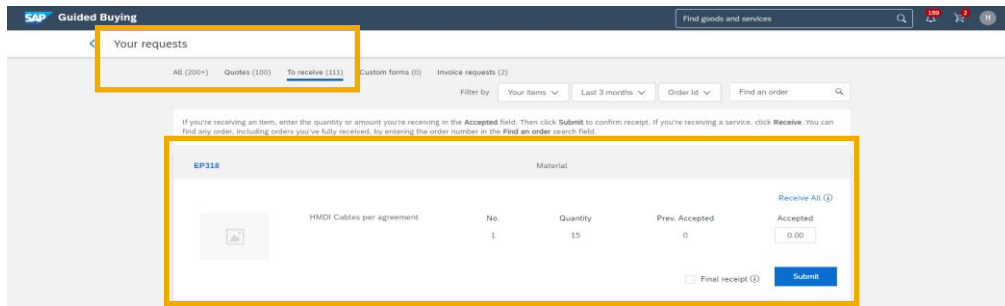 SAP Guided Buying
Find goods and services
189
2
H
Your requests
All (200+) Quotes (100) To receive (111) Custom forms (0) Invoice requests (2)
Filter by Your items Last 3 months Order Id Find an order
If you're receiving an item, enter the quantity or amount you're receiving in the Accepted field. Then click Submit to confirm receipt. If you're receiving a service, click Receive .You can
find any order, including orders you've fully received, by entering the order number in the Find an order search field.
EP318 Material
Receive All
HMDI Cables per agreement No. Quantity Prev. Accepted Accepted
1 15 0 0.00
Final receipt Submit